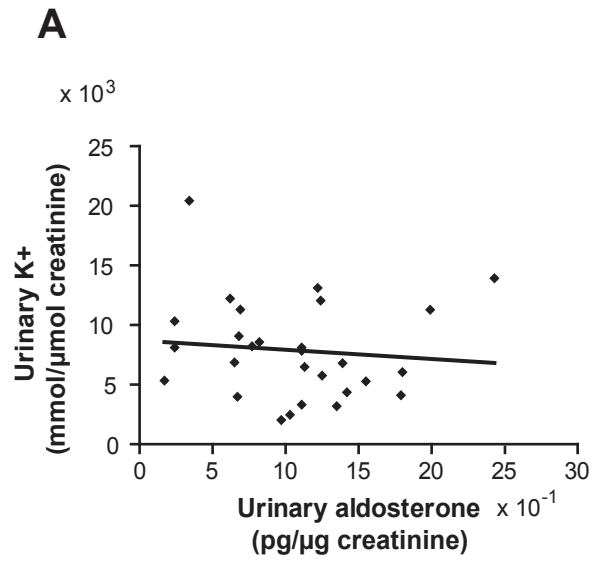 A
x 10³
25
20
15
10
5
0
Urinary K+
(mmol/µmol creatinine)
0 5 10 15 20 25 30
Urinary aldosterone x 10⁻¹
(pg/µg creatinine)